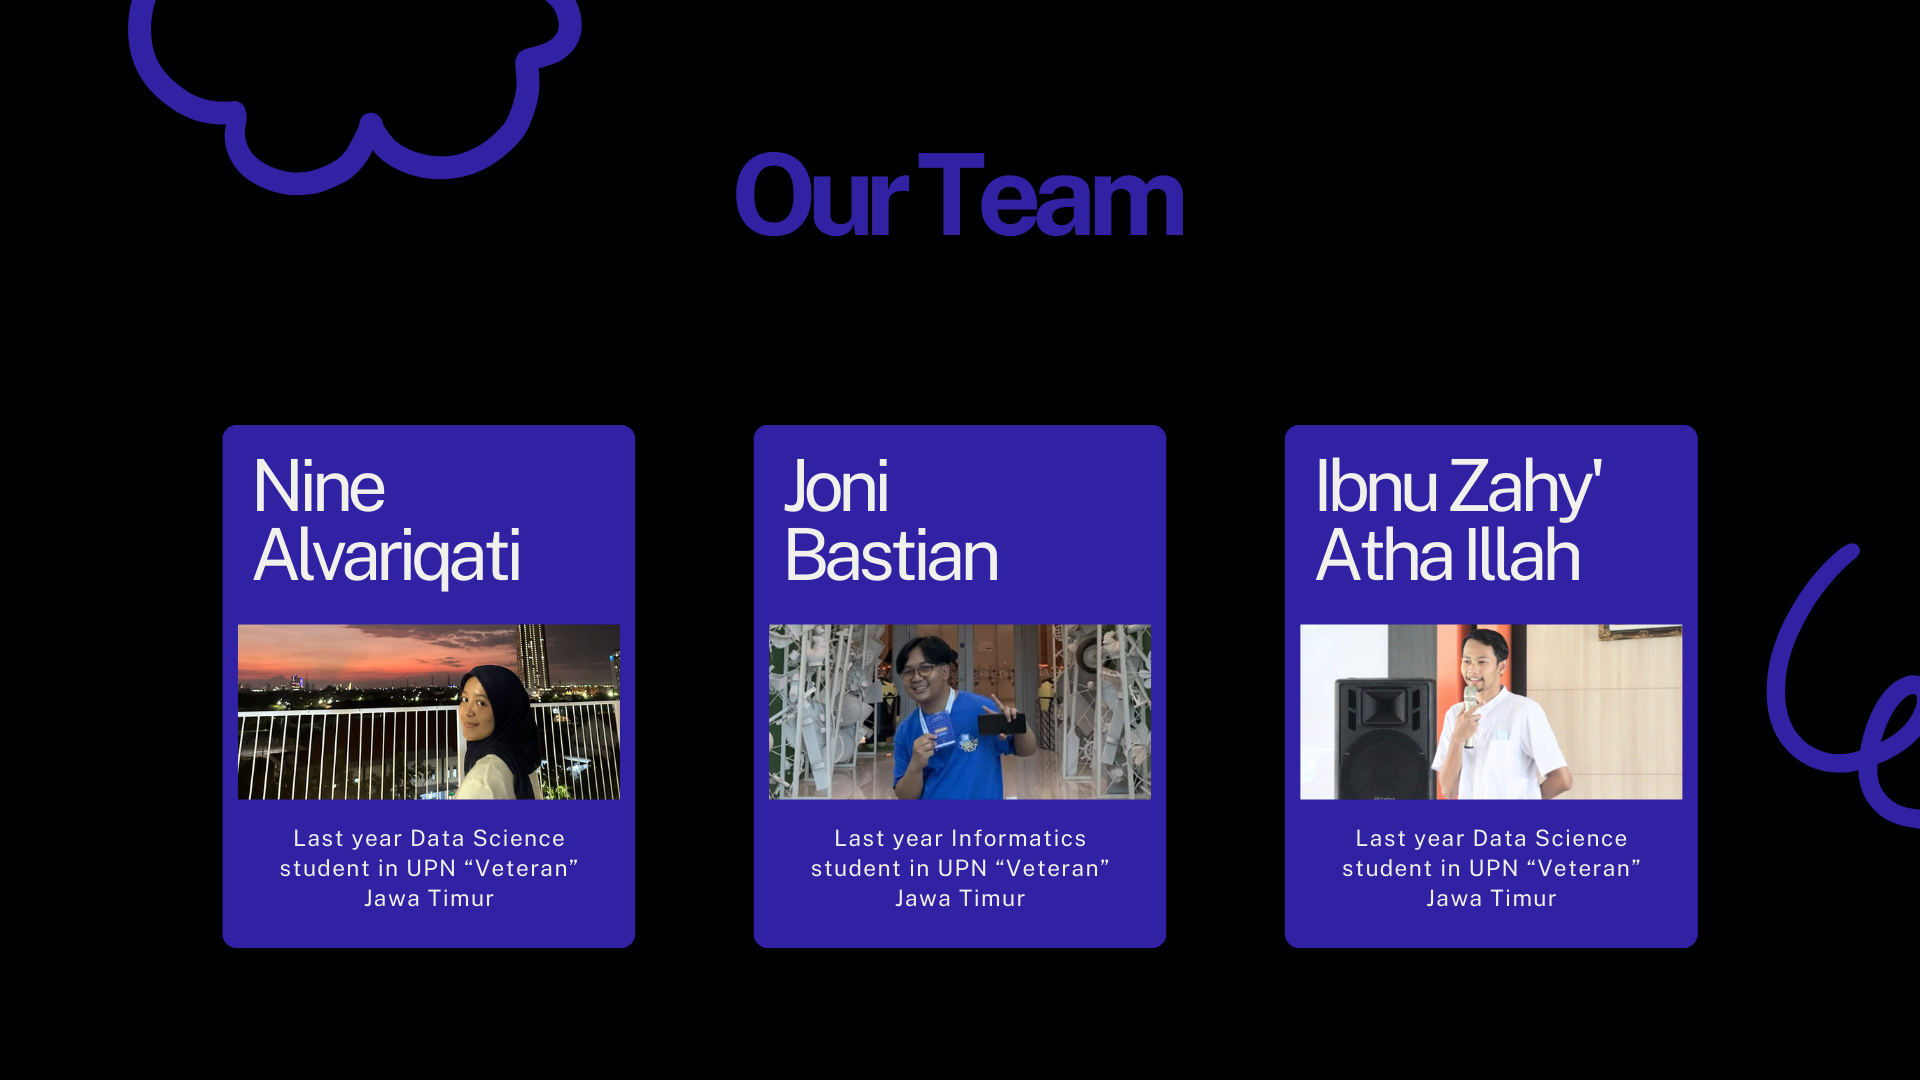 Our Team
Nine
Alvariqati
Last year Data Science
student in UPN “Veteran”
Jawa Timur
Joni
Bastian
Last year Informatics
student in UPN “Veteran”
Jawa Timur
Ibnu Zahy'
Atha Illah
Last year Data Science
student in UPN “Veteran”
Jawa Timur